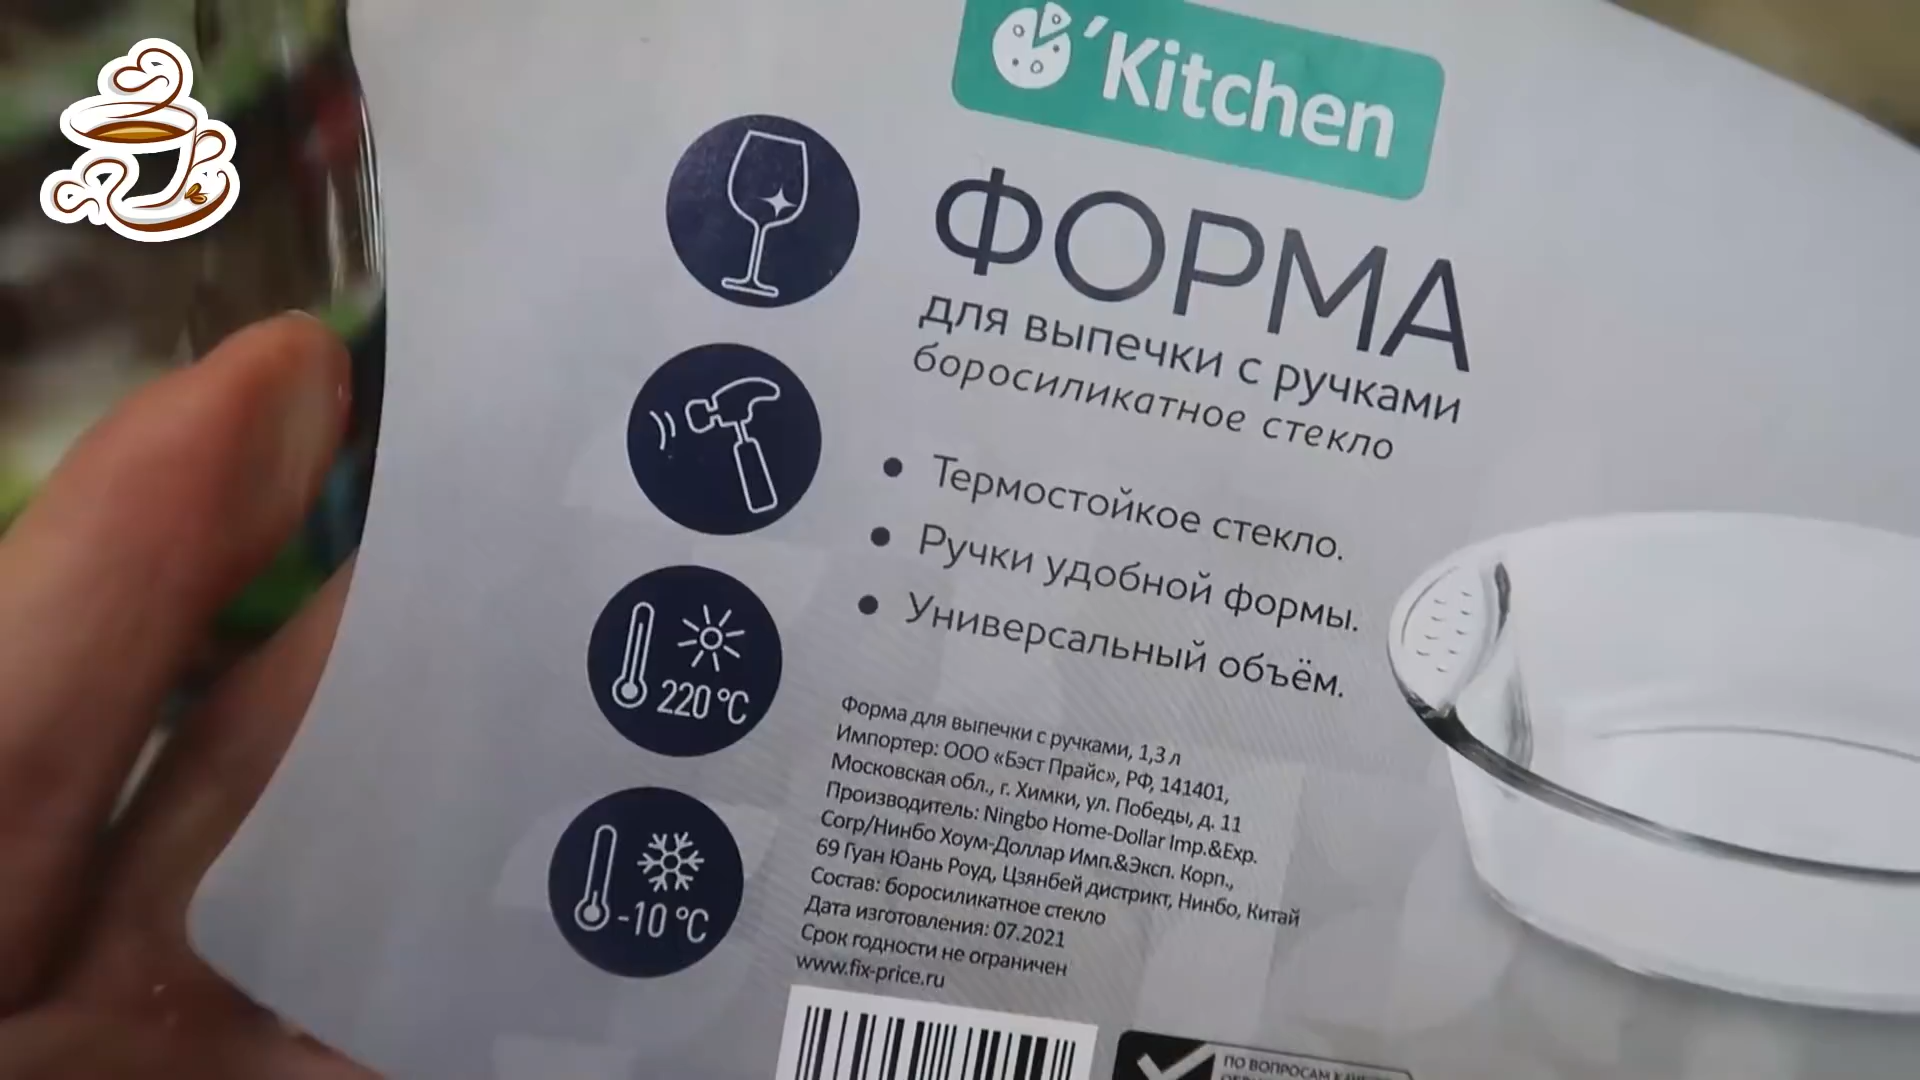 'Kitchen
ФОРМА
для выпечки с ручками
боросиликатное стекло
• Термостойкое стекло.
• Ручки удобной формы.
• Универсальный объём.
220 °C
-10 °C
Форма для выпечки с ручками, 1,3 л
Импортер: ООО «Бэст Прайс», РФ, 141401,
Московская обл., г. Химки, ул. Победы, д. 11
Производитель: Ningbo Home-Dollar Imp.&Exp.
Corp/Нинбо Хоум-Доллар Имп.&Эксп. Корп.,
69 Гуан Юань Роуд, Цзянбей дистрикт, Нинбо, Китай
Состав: боросиликатное стекло
Дата изготовления: 07.2021
Срок годности не ограничен
www.fix-price.ru
ПО ВОПРОСАМ